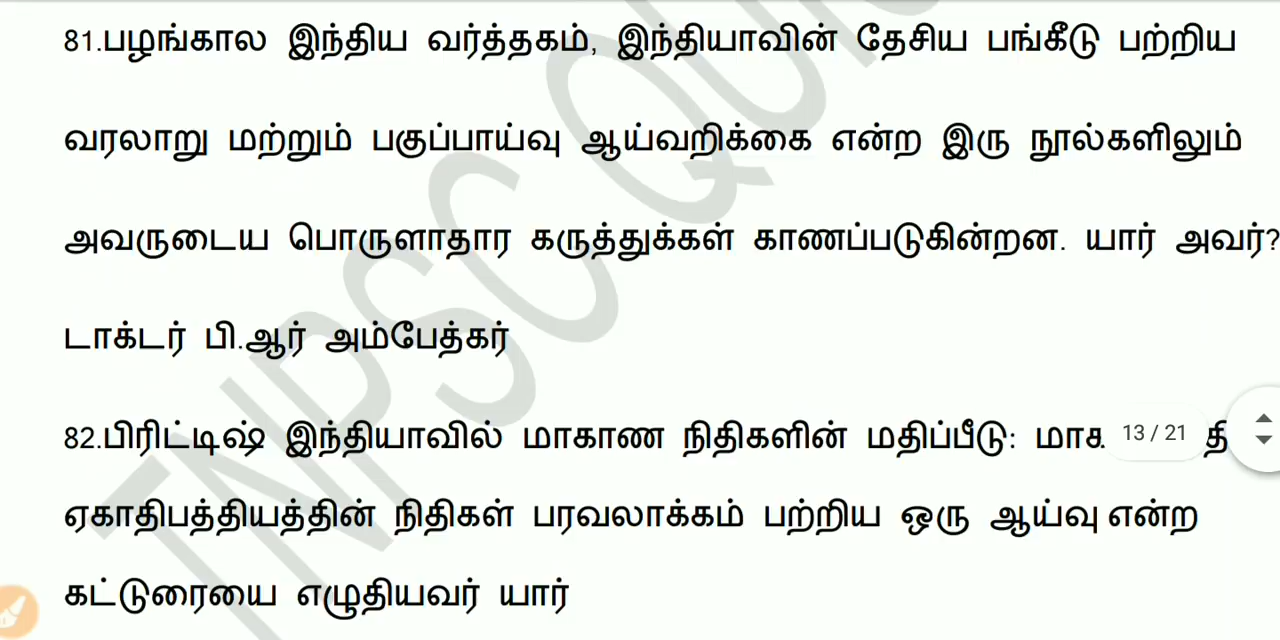 81.பழங்கால இந்திய வர்த்தகம், இந்தியாவின் தேசிய பங்கீடு பற்றிய
வரலாறு மற்றும் பகுப்பாய்வு ஆய்வறிக்கை என்ற இரு நூல்களிலும்
அவருடைய பொருளாதார கருத்துக்கள் காணப்படுகின்றன. யார் அவர்?
டாக்டர் பி.ஆர் அம்பேத்கர்
82.பிரிட்டிஷ் இந்தியாவில் மாகாண நிதிகளின் மதிப்பீடு:
13 / 21
ஏகாதிபத்தியத்தின் நிதிகள் பரவலாக்கம் பற்றிய ஒரு ஆய்வு என்ற
கட்டுரையை எழுதியவர் யார்
TNPSC